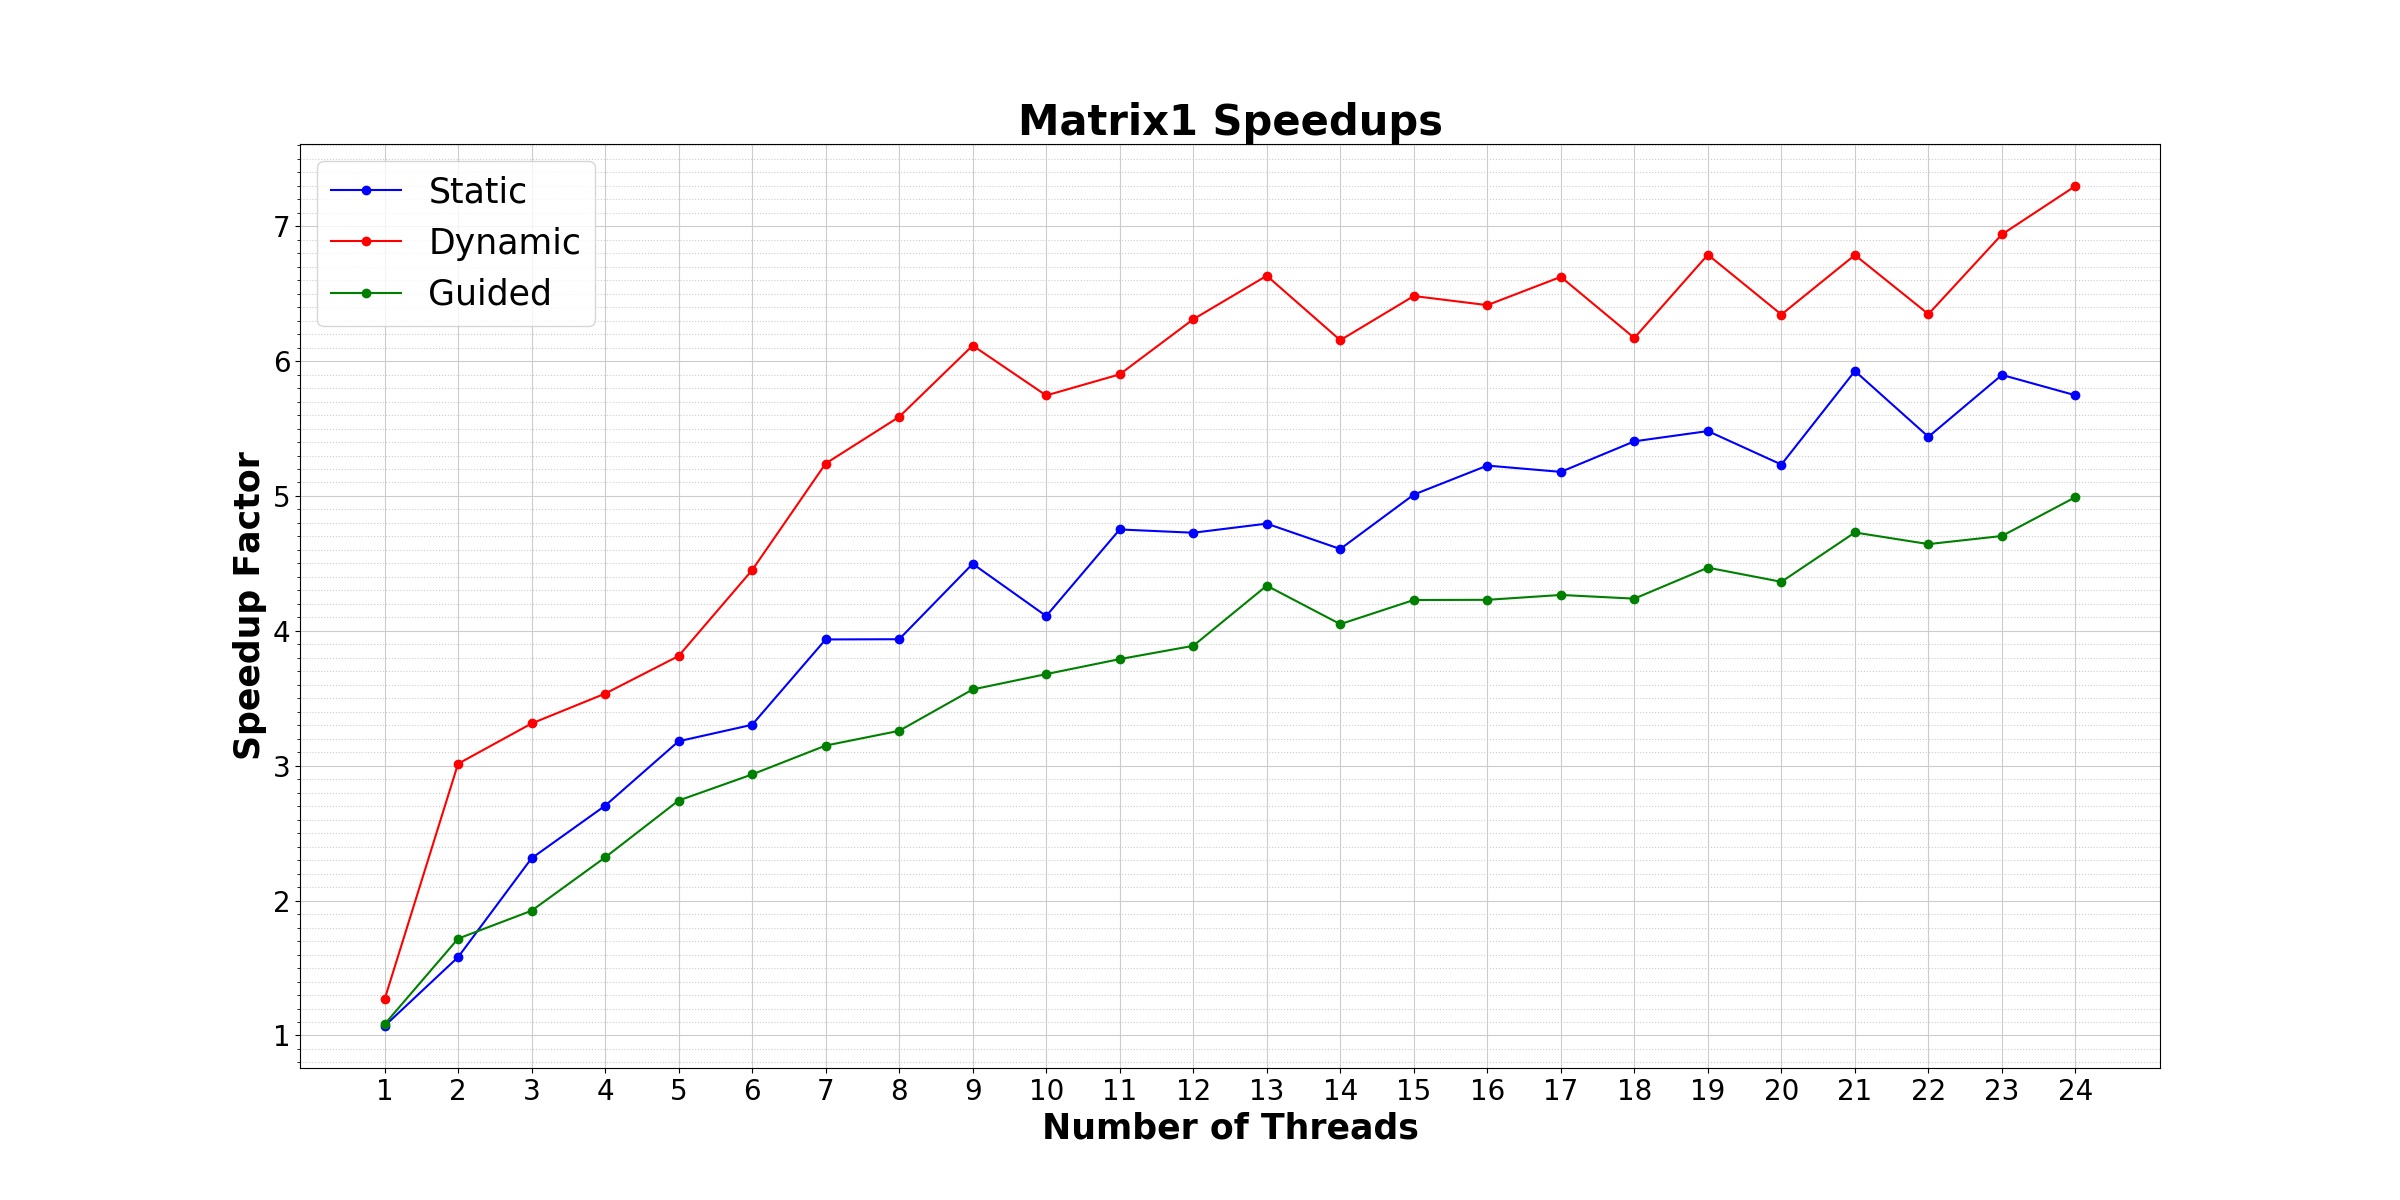 Matrix1 Speedups
Static
Dynamic
Guided
7
6
5
4
3
2
1
Speedup Factor
1 2 3 4 5 6 7 8 9 10 11 12 13 14 15 16 17 18 19 20 21 22 23 24
Number of Threads